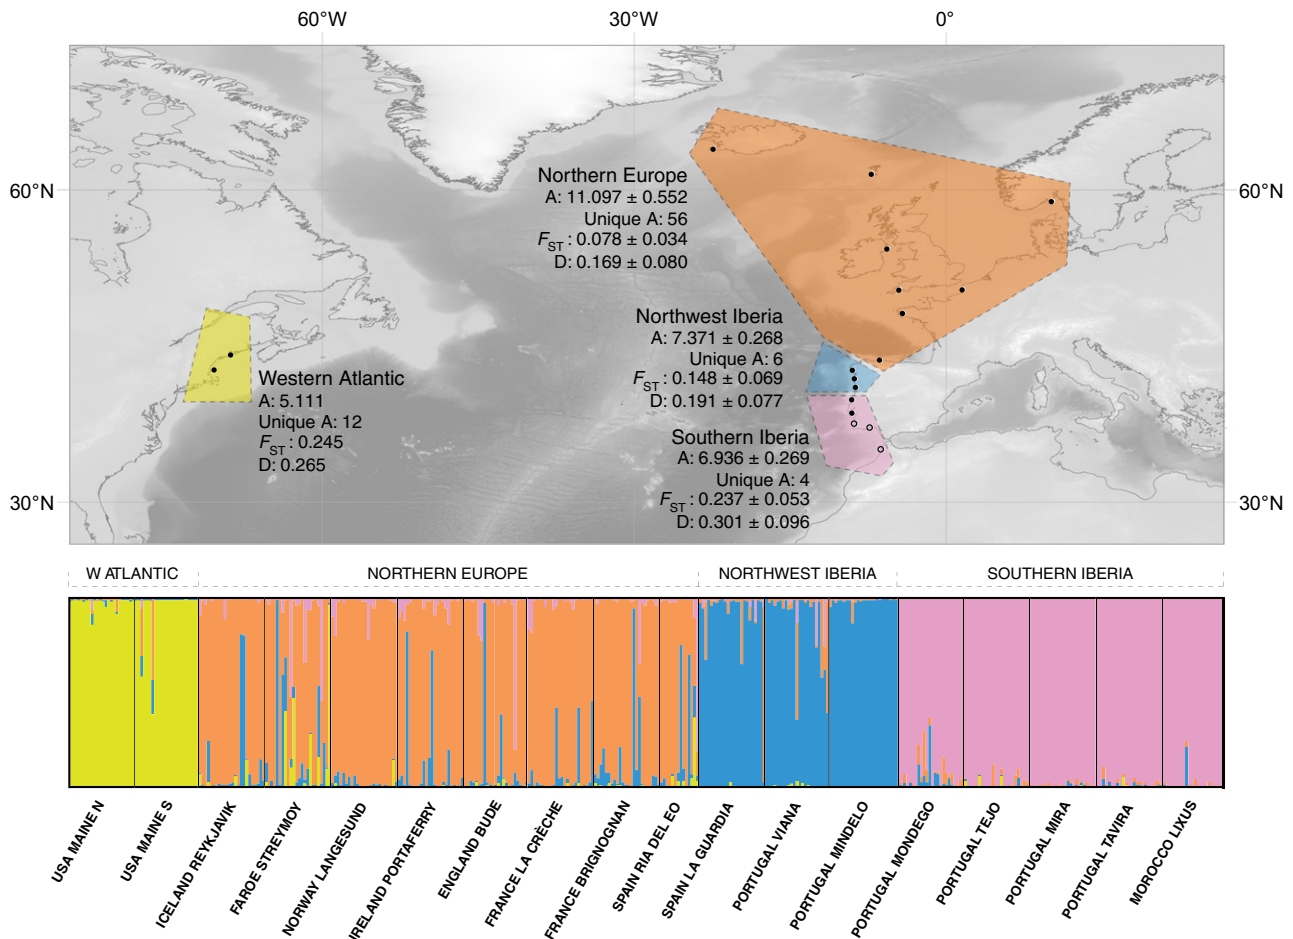 60°W
30°W
0°
60°N
60°N
30°N
30°N
Northern Europe
A: 11.097 ± 0.552
Unique A: 56
FST : 0.078 ± 0.034
D: 0.169 ± 0.080
Northwest Iberia
A: 7.371 ± 0.268
Unique A: 6
FST : 0.148 ± 0.069
D: 0.191 ± 0.077
Western Atlantic
A: 5.111
Unique A: 12
FST : 0.245
D: 0.265
Southern Iberia
A: 6.936 ± 0.269
Unique A: 4
FST : 0.237 ± 0.053
D: 0.301 ± 0.096
W ATLANTIC
NORTHERN EUROPE
NORTHWEST IBERIA
SOUTHERN IBERIA
USA MAINE N
USA MAINE S
ICELAND REYKJAVIK
FAROE STREYMOY
NORWAY LANGESUND
IRELAND PORTAFERRY
ENGLAND BUDE
FRANCE LA CRÈCHE
FRANCE BRIGNOGNAN
SPAIN RIA DEL EO
SPAIN LA GUARDIA
PORTUGAL VIANA
PORTUGAL MINDELO
PORTUGAL MONDEGO
PORTUGAL TEJO
PORTUGAL MIRA
PORTUGAL TAVIRA
MOROCCO LIXUS